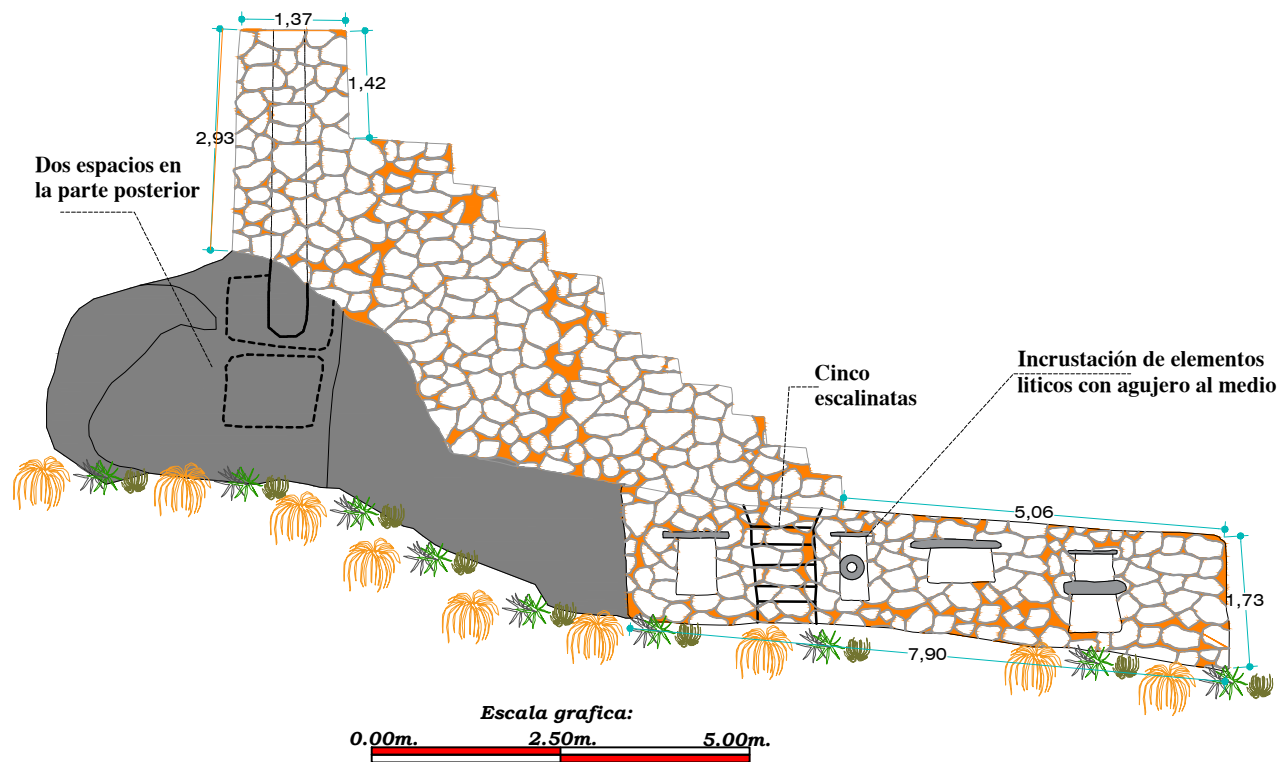 1,37
1,42
2,93
Dos espacios en
la parte posterior
Cinco
escalinatas
Incrustación de elementos
liticos con agujero al medio
5,06
1,73
7,90
Escala grafica:
0.00m. 2.50m. 5.00m.